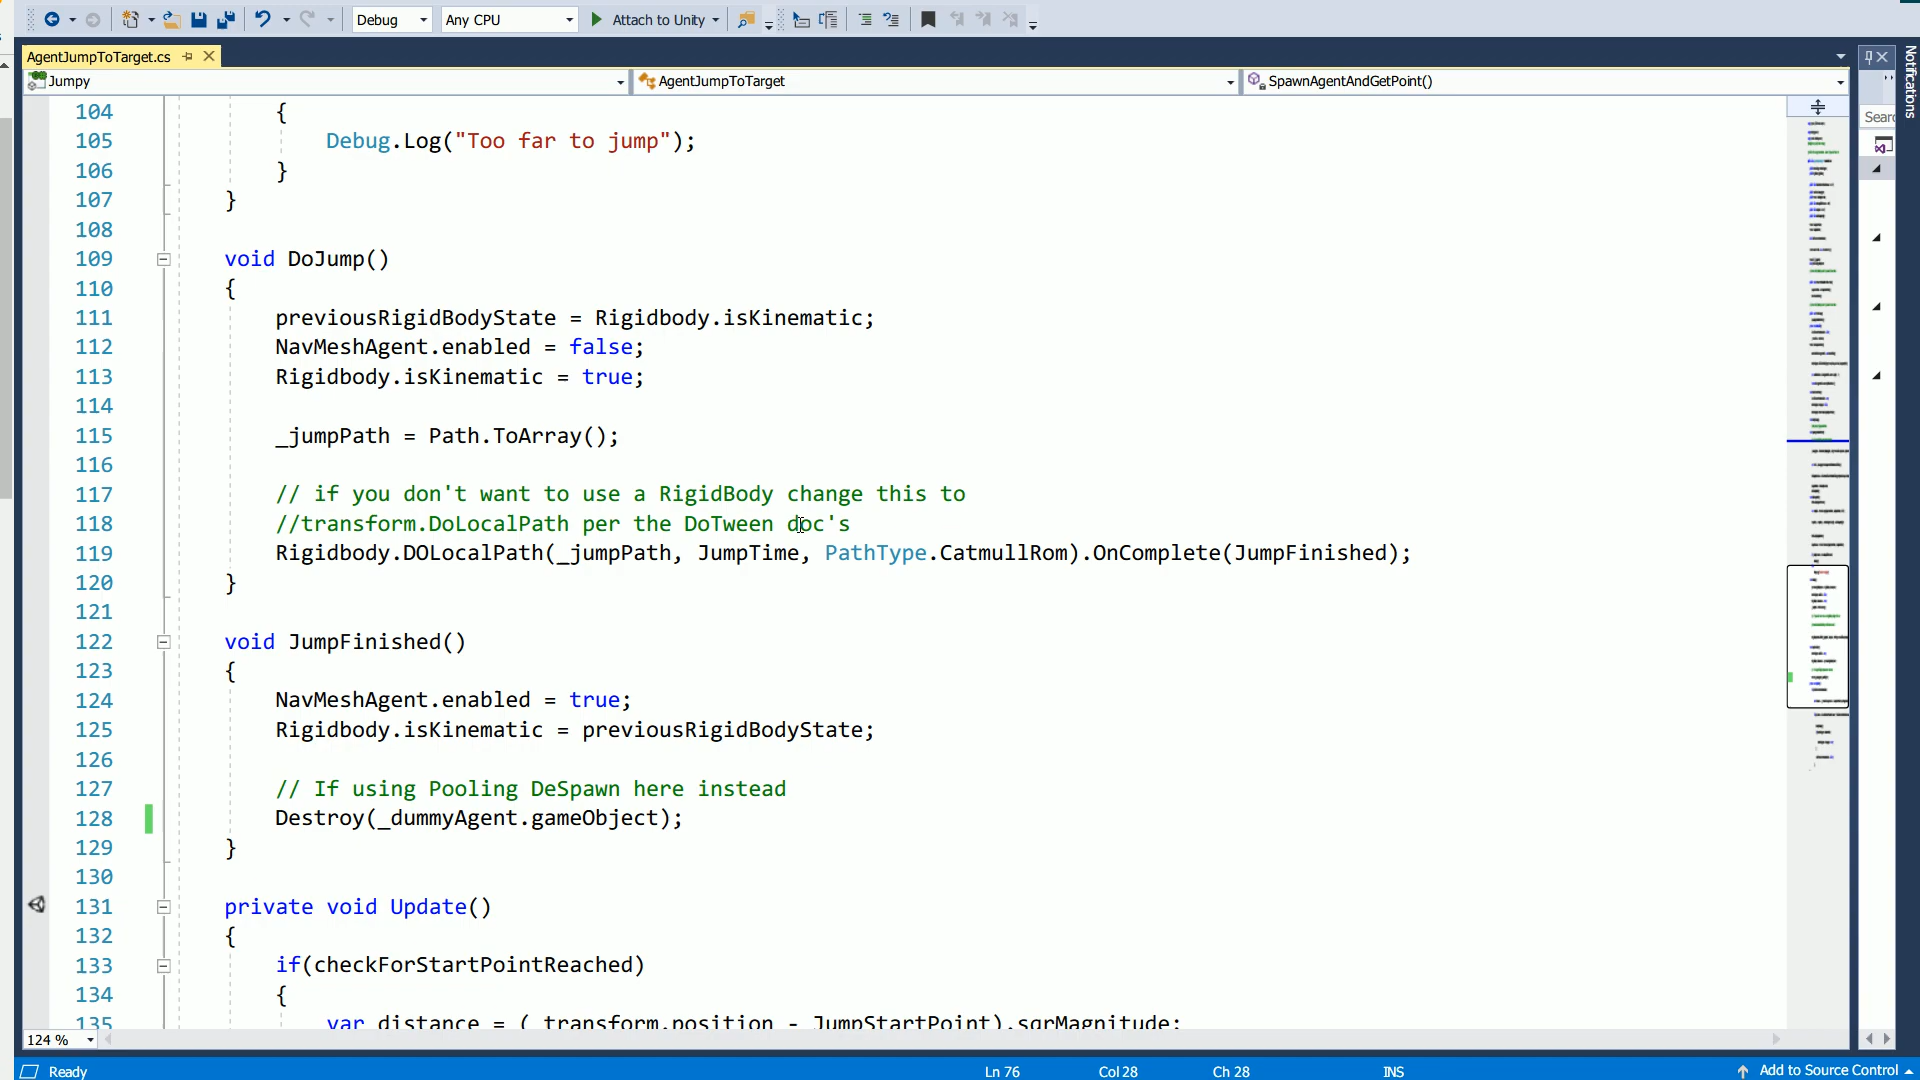 Debug
Any CPU
Attach to Unity
AgentJumpToTarget.cs
Jumpy
AgentJumpToTarget
SpawnAgentAndGetPoint()
Notifications
Sear
104 {
105 Debug.Log("Too far to jump");
106 }
107 }
108
109 void DoJump()
110 {
111 previousRigidBodyState = Rigidbody.isKinematic;
112 NavMeshAgent.enabled = false;
113 Rigidbody.isKinematic = true;
114
115 _jumpPath = Path.ToArray();
116
117 // if you don't want to use a RigidBody change this to
118 //transform.DoLocalPath per the DoTween doc's
119 Rigidbody.DOLocalPath(_jumpPath, JumpTime, PathType.CatmullRom).OnComplete(JumpFinished);
120 }
121
122 void JumpFinished()
123 {
124 NavMeshAgent.enabled = true;
125 Rigidbody.isKinematic = previousRigidBodyState;
126
127 // If using Pooling DeSpawn here instead
128 Destroy(_dummyAgent.gameObject);
129 }
130
131 private void Update()
132 {
133 if(checkForStartPointReached)
134 {
135 var distance = (_transform.position - JumpStartPoint).sqrMagnitude;
124 %
Ready
Ln 76
Col 28
Ch 28
INS
Add to Source Control